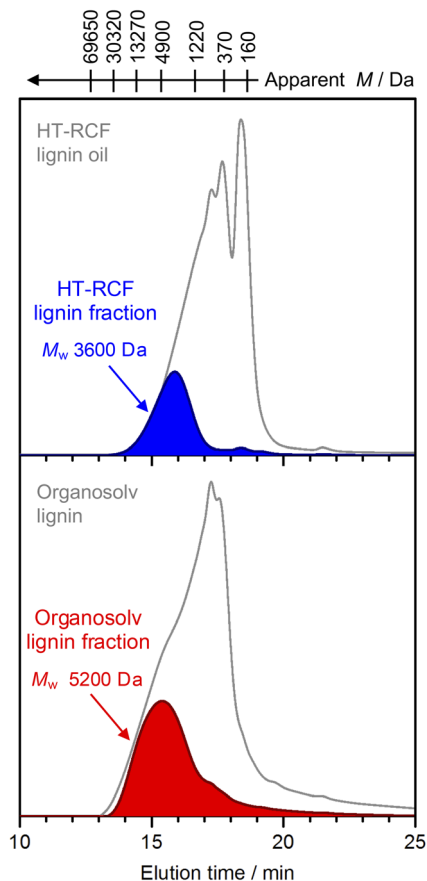 69650 30320 13270 4900 1220 370 160
Apparent M / Da
HT-RCF
lignin oil
HT-RCF
lignin fraction
Mw 3600 Da
Organosolv
lignin
Organosolv
lignin fraction
Mw 5200 Da
10 15 20 25
Elution time / min